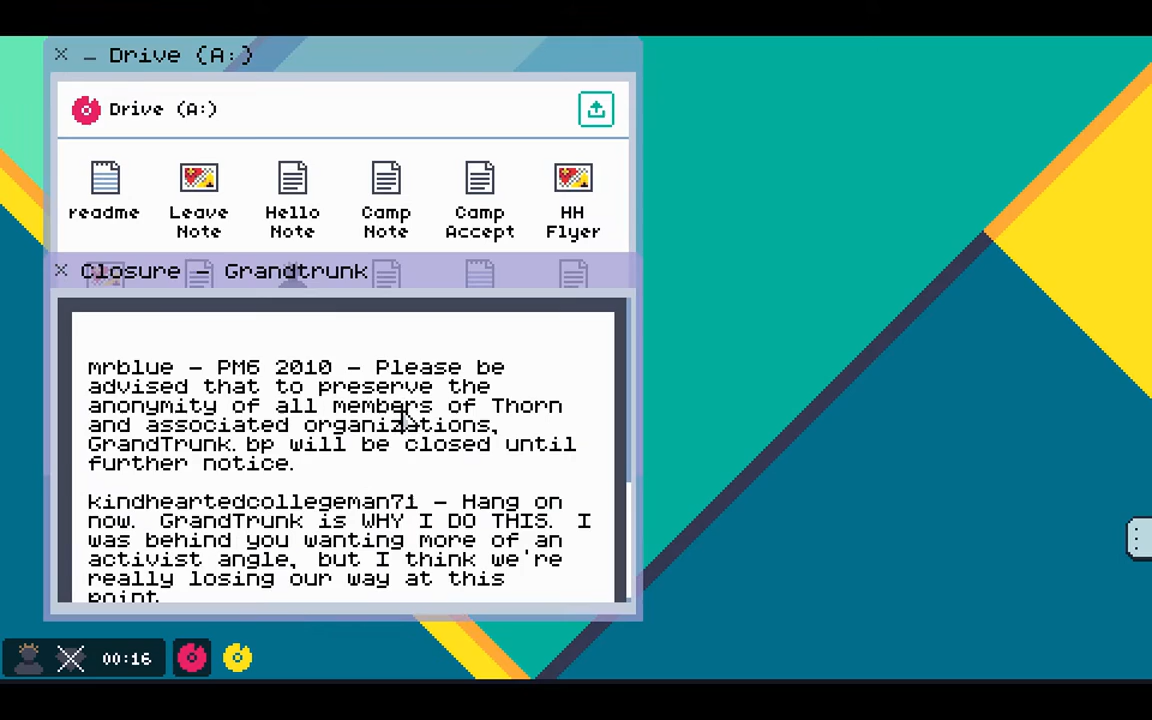 Drive (A:)
Drive (A:)
readme
Leave Note
Hello Note
Camp Note
Camp Accept
HH Flyer
Closure - Grandtrunk
mrblue - PM6 2010 - Please be
advised that to preserve the
anonymity of all members of Thorn
and associated organizations,
GrandTrunk.bp will be closed until
further notice.
kindheartedcollegeman71 - Hang on
now.  GrandTrunk is WHY I DO THIS.  I
was behind you wanting more of an
activist angle, but I think we're
really losing our way at this
point.
00:16